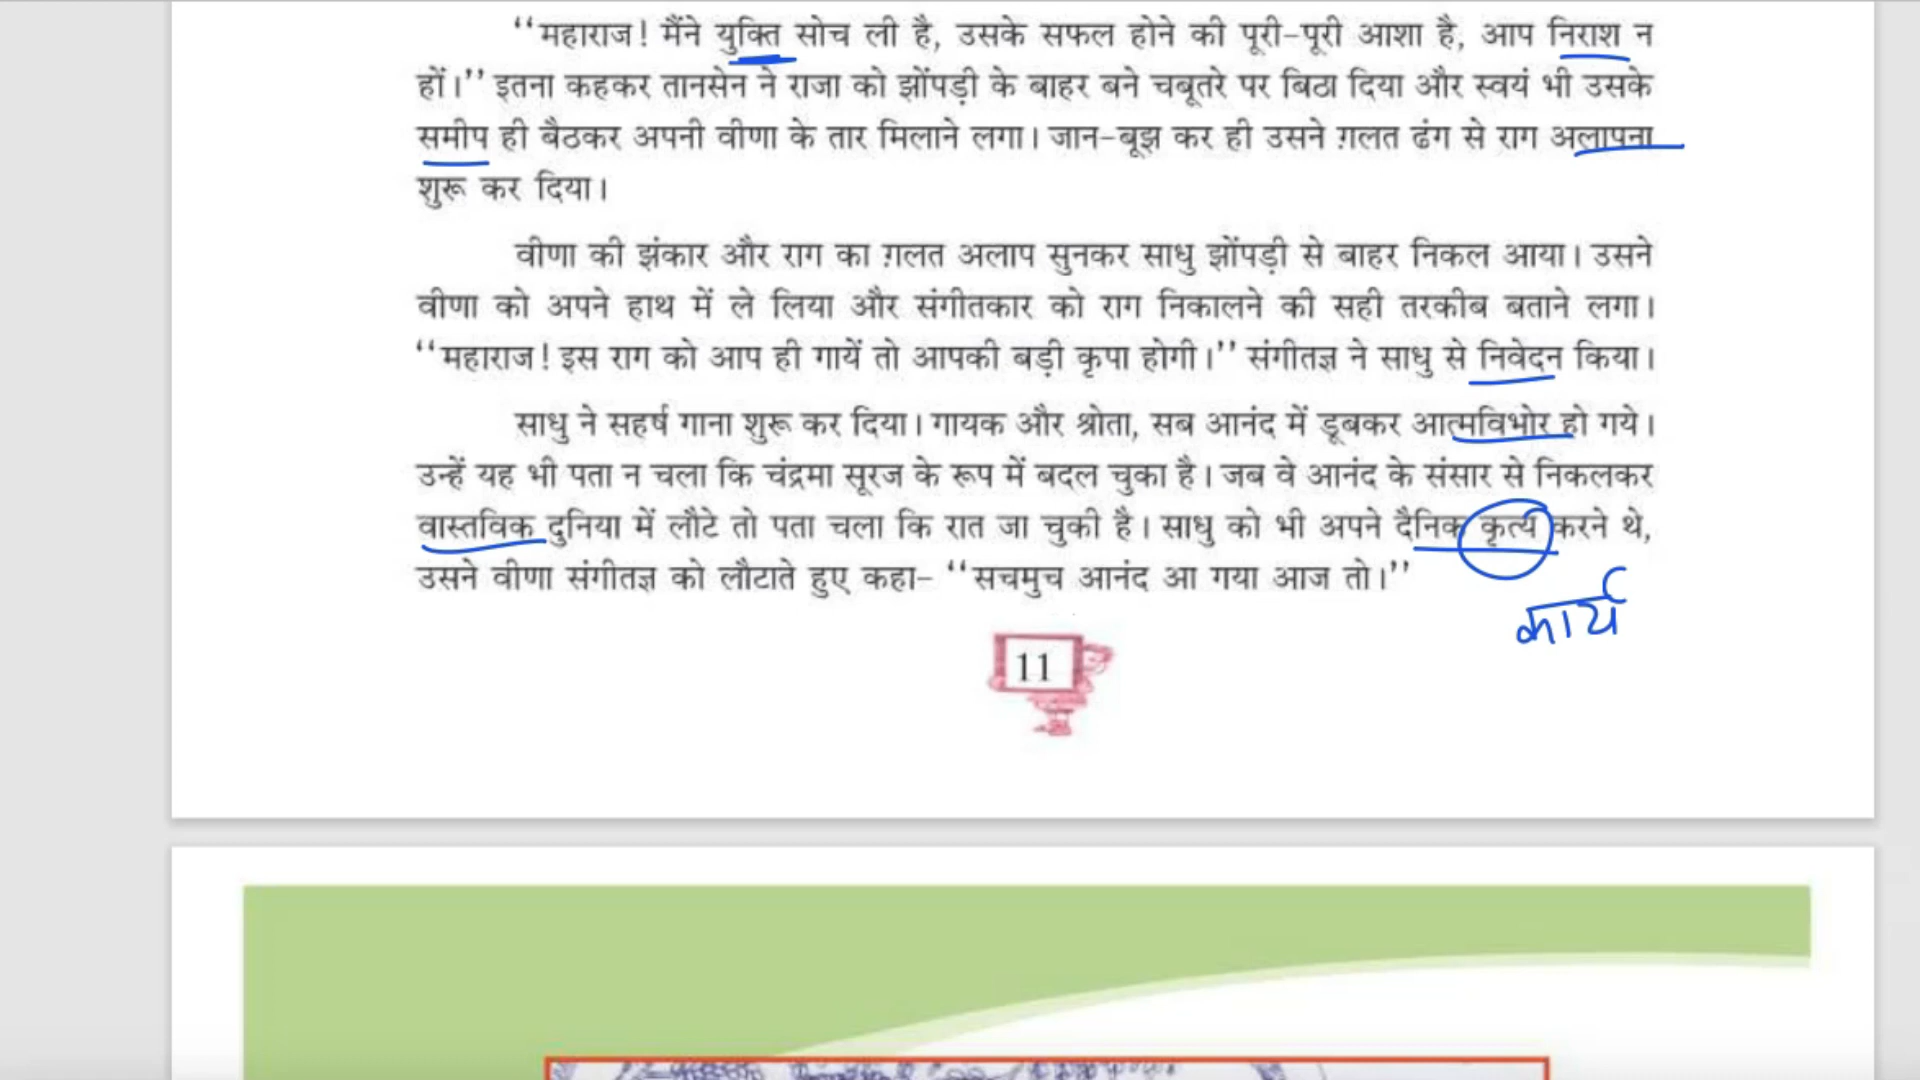 ‘‘महाराज! मैंने युक्ति सोच ली है, उसके सफल होने की पूरी-पूरी आशा है, आप निराश न
हों।’’ इतना कहकर तानसेन ने राजा को झोंपड़ी के बाहर बने चबूतरे पर बिठा दिया और स्वयं भी उसके
समीप ही बैठकर अपनी वीणा के तार मिलाने लगा। जान-बूझ कर ही उसने ग़लत ढंग से राग अलापना
शुरू कर दिया।
वीणा की झंकार और राग का ग़लत अलाप सुनकर साधु झोंपड़ी से बाहर निकल आया। उसने
वीणा को अपने हाथ में ले लिया और संगीतकार को राग निकालने की सही तरकीब बताने लगा।
‘‘महाराज! इस राग को आप ही गायें तो आपकी बड़ी कृपा होगी।’’ संगीतज्ञ ने साधु से निवेदन किया।
साधु ने सहर्ष गाना शुरू कर दिया। गायक और श्रोता, सब आनंद में डूबकर आत्मविभोर हो गये।
उन्हें यह भी पता न चला कि चंद्रमा सूरज के रूप में बदल चुका है। जब वे आनंद के संसार से निकलकर
वास्तविक दुनिया में लौटे तो पता चला कि रात जा चुकी है। साधु को भी अपने दैनिक कृत्य करने थे,
उसने वीणा संगीतज्ञ को लौटाते हुए कहा- ‘‘सचमुच आनंद आ गया आज तो।’’
कार्य
11